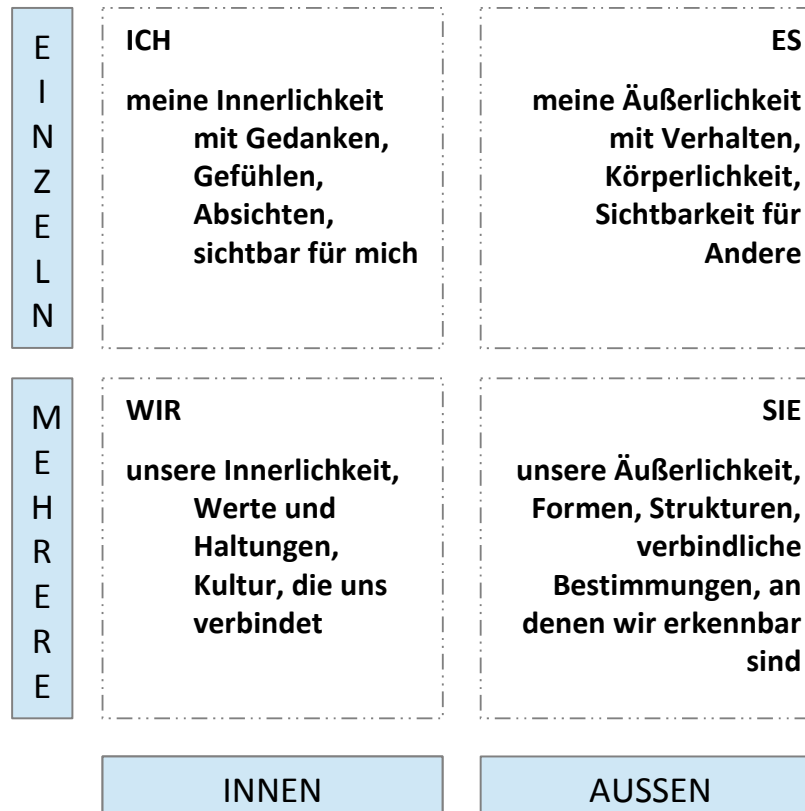 EINZELN
ICH
meine Innerlichkeit
mit Gedanken,
Gefühlen,
Absichten,
sichtbar für mich
ES
meine Äußerlichkeit
mit Verhalten,
Körperlichkeit,
Sichtbarkeit für
Andere
MEHRERE
WIR
unsere Innerlichkeit,
Werte und
Haltungen,
Kultur, die uns
verbindet
SIE
unsere Äußerlichkeit,
Formen, Strukturen,
verbindliche
Bestimmungen, an
denen wir erkennbar
sind
INNEN
AUSSEN